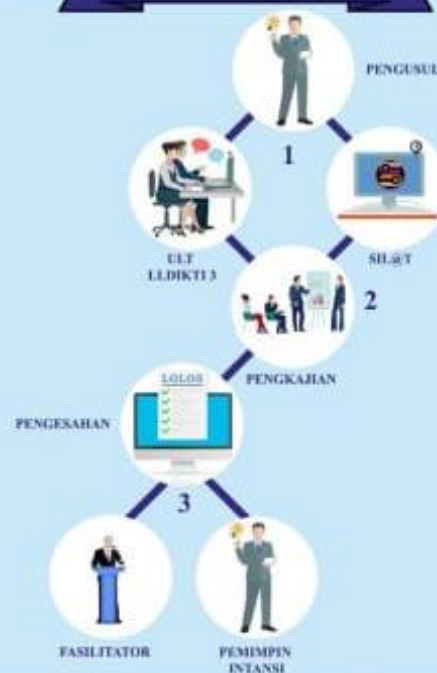 PENGUSUL
1
ULT
LLDIKTI 3
SIL@T
2
PENGKAJIAN
LOLOS
PENGESAHAN
3
FASILITATOR
PEMIMPIN
INTANSI